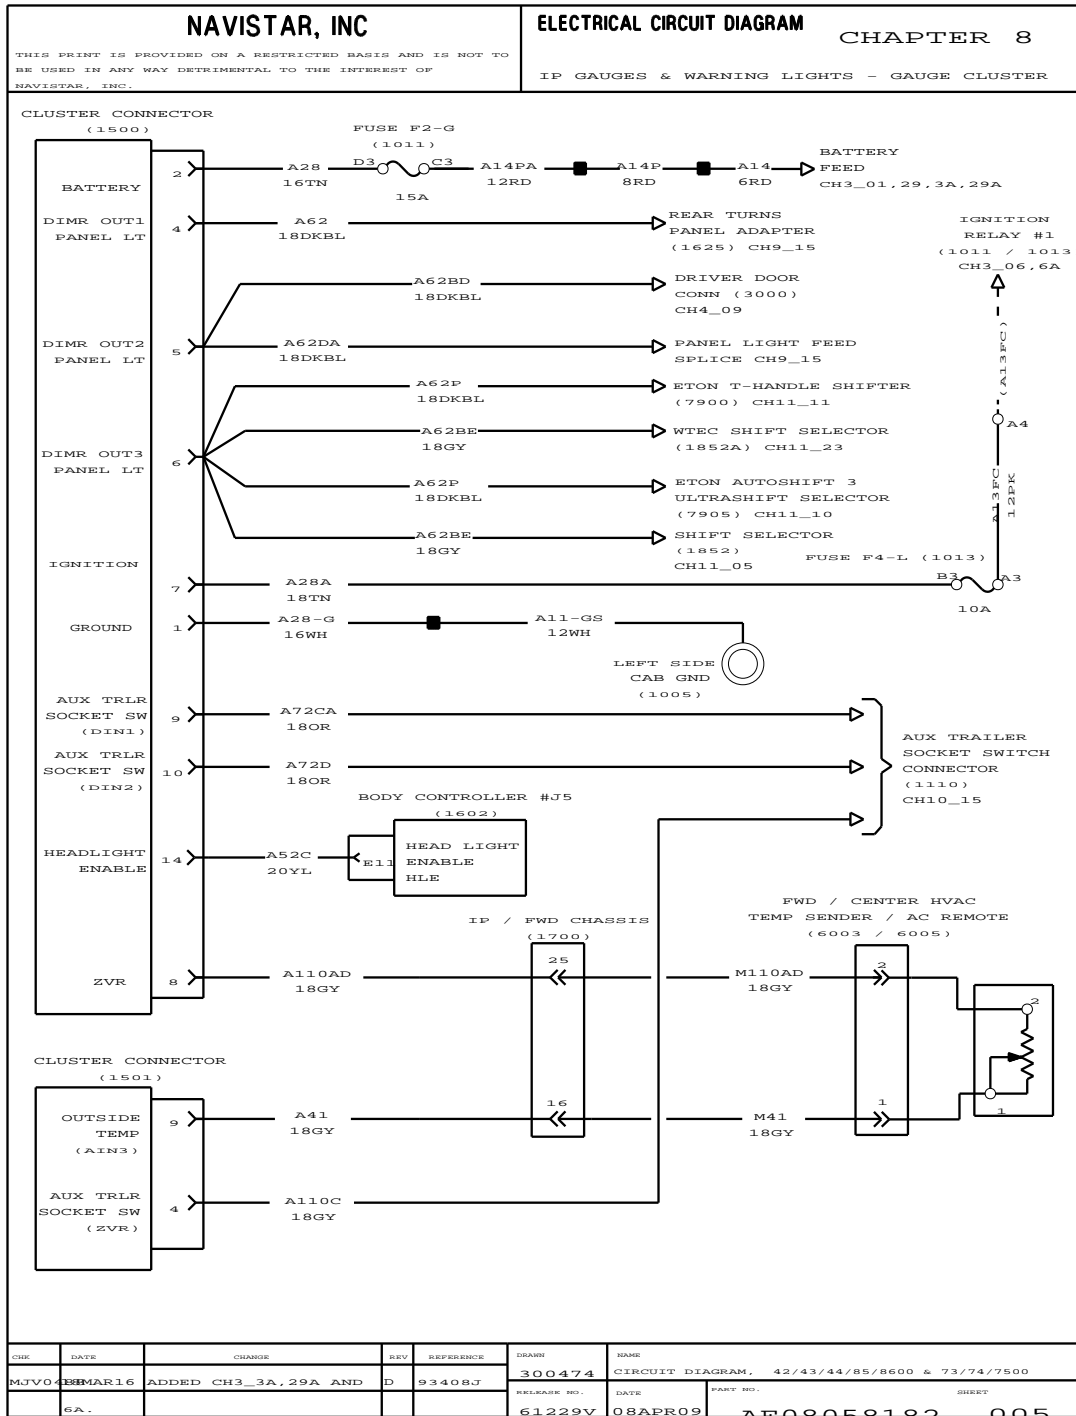 NAVISTAR, INC
THIS PRINT IS PROVIDED ON A RESTRICTED BASIS AND IS NOT TO
BE USED IN ANY WAY DETRIMENTAL TO THE INTEREST OF
NAVISTAR, INC.
ELECTRICAL CIRCUIT DIAGRAM
CHAPTER 8
IP GAUGES & WARNING LIGHTS - GAUGE CLUSTER
CLUSTER CONNECTOR
(1500)
FUSE F2-G
(1011)
BATTERY
2
A28
16TN
D3
C3
15A
A14PA
12RD
A14P
8RD
A14
6RD
BATTERY
FEED
CH3_01,29,3A,29A
DIMR OUT1
PANEL LT
4
A62
18DKBL
REAR TURNS
PANEL ADAPTER
(1625) CH9_15
IGNITION
RELAY #1
(1011 / 1013
CH3_06,6A
A62BD
18DKBL
DRIVER DOOR
CONN (3000)
CH4_09
DIMR OUT2
PANEL LT
5
A62DA
18DKBL
PANEL LIGHT FEED
SPLICE CH9_15
(A13FC)
A62P
18DKBL
ETON T-HANDLE SHIFTER
(7900) CH11_11
A4
A62BE
18GY
WTEC SHIFT SELECTOR
(1852A) CH11_23
DIMR OUT3
PANEL LT
6
A62P
18DKBL
ETON AUTOSHIFT 3
ULTRASHIFT SELECTOR
(7905) CH11_10
A13FC
12PK
A62BE
18GY
SHIFT SELECTOR
(1852)
CH11_05
FUSE F4-L (1013)
IGNITION
7
A28A
18TN
B3
A3
10A
GROUND
1
A28-G
16WH
A11-GS
12WH
LEFT SIDE
CAB GND
(1005)
AUX TRLR
SOCKET SW
(DIN1)
9
A72CA
18OR
AUX TRLR
SOCKET SW
(DIN2)
10
A72D
18OR
AUX TRAILER
SOCKET SWITCH
CONNECTOR
(1110)
CH10_15
BODY CONTROLLER #J5
(1602)
HEADLIGHT
ENABLE
14
A52C
20YL
E11
HEAD LIGHT
ENABLE
HLE
IP / FWD CHASSIS
(1700)
FWD / CENTER HVAC
TEMP SENDER / AC REMOTE
(6003 / 6005)
ZVR
8
A110AD
18GY
25
M110AD
18GY
2
2
CLUSTER CONNECTOR
(1501)
OUTSIDE
TEMP
(AIN3)
9
A41
18GY
16
M41
18GY
1
1
AUX TRLR
SOCKET SW
(ZVR)
4
A110C
18GY
CHK
DATE
CHANGE
REV
REFERENCE
DRAWN
NAME
ADDED CH3_3A,29A AND
D
93408J
300474
CIRCUIT DIAGRAM, 42/43/44/85/8600 & 73/74/7500
6A.
RELEASE NO.
DATE
PART NO.
SHEET
61229V
08APR09
005